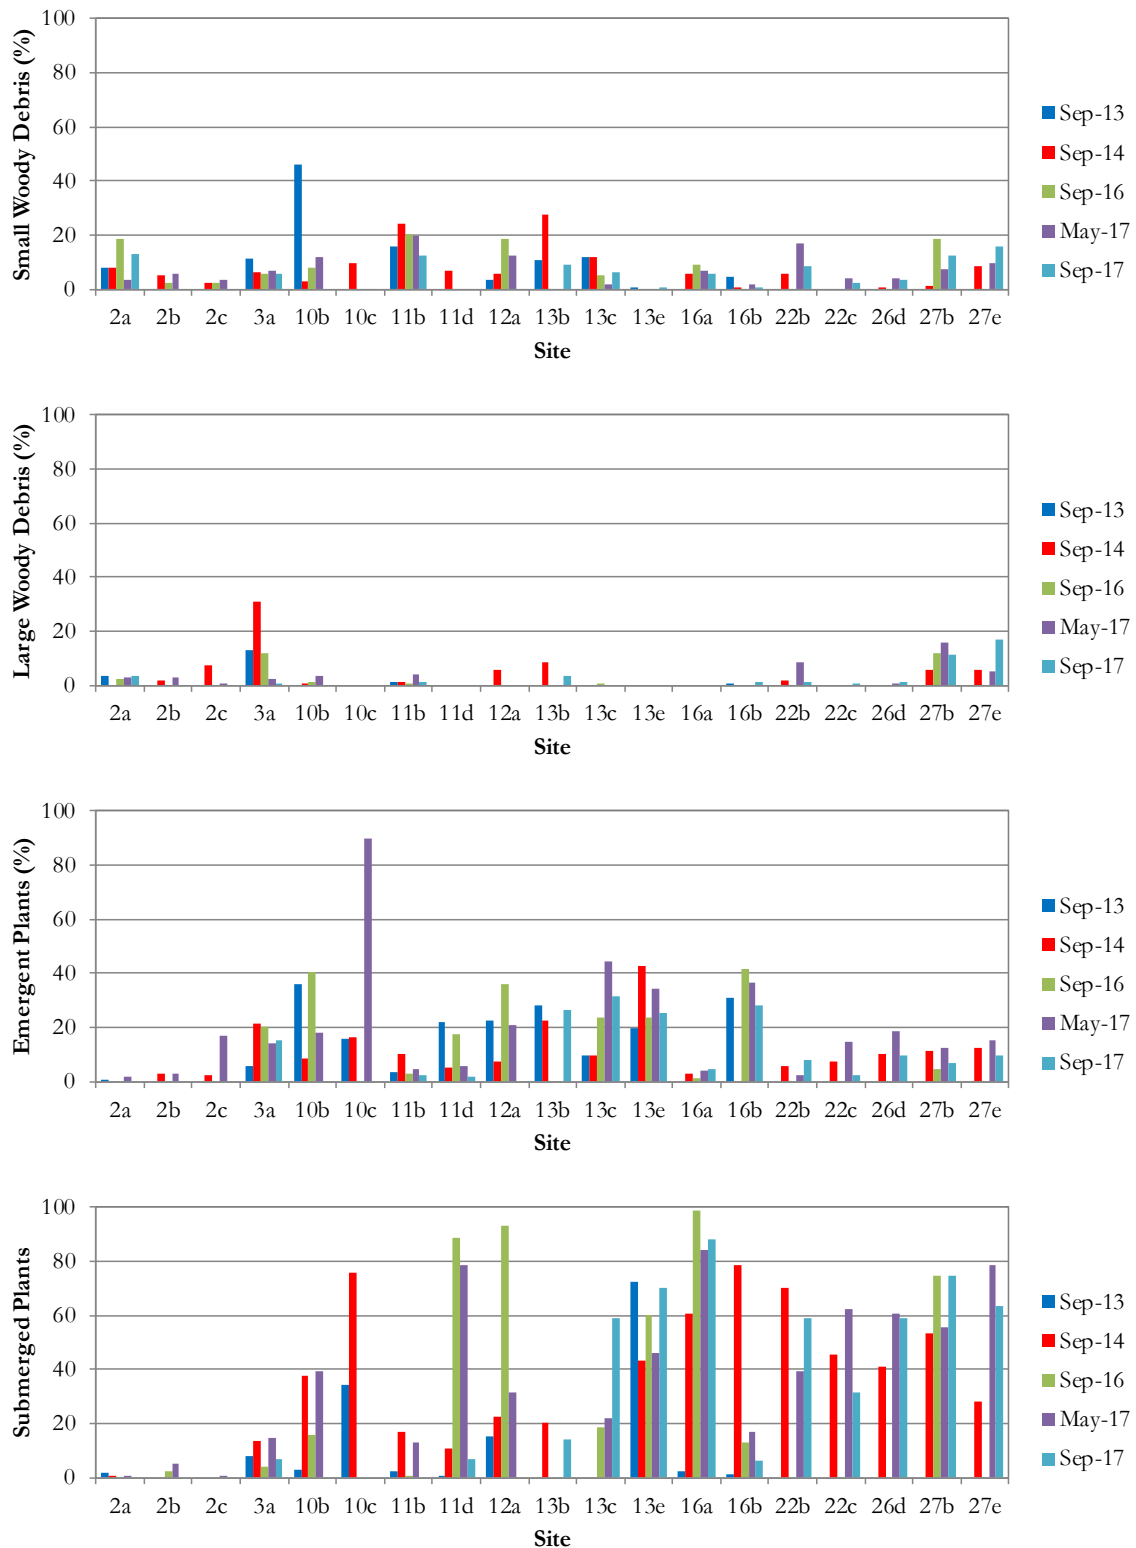 Small Woody Debris (%)
100
80
60
40
20
0
2a 2b 2c 3a 10b 10c 11b 11d 12a 13b 13c 13e 16a 16b 22b 22c 26d 27b 27e
Site
Sep-13
Sep-14
Sep-16
May-17
Sep-17
Large Woody Debris (%)
100
80
60
40
20
0
2a 2b 2c 3a 10b 10c 11b 11d 12a 13b 13c 13e 16a 16b 22b 22c 26d 27b 27e
Site
Sep-13
Sep-14
Sep-16
May-17
Sep-17
Emergent Plants (%)
100
80
60
40
20
0
2a 2b 2c 3a 10b 10c 11b 11d 12a 13b 13c 13e 16a 16b 22b 22c 26d 27b 27e
Site
Sep-13
Sep-14
Sep-16
May-17
Sep-17
Submerged Plants
100
80
60
40
20
0
2a 2b 2c 3a 10b 10c 11b 11d 12a 13b 13c 13e 16a 16b 22b 22c 26d 27b 27e
Site
Sep-13
Sep-14
Sep-16
May-17
Sep-17